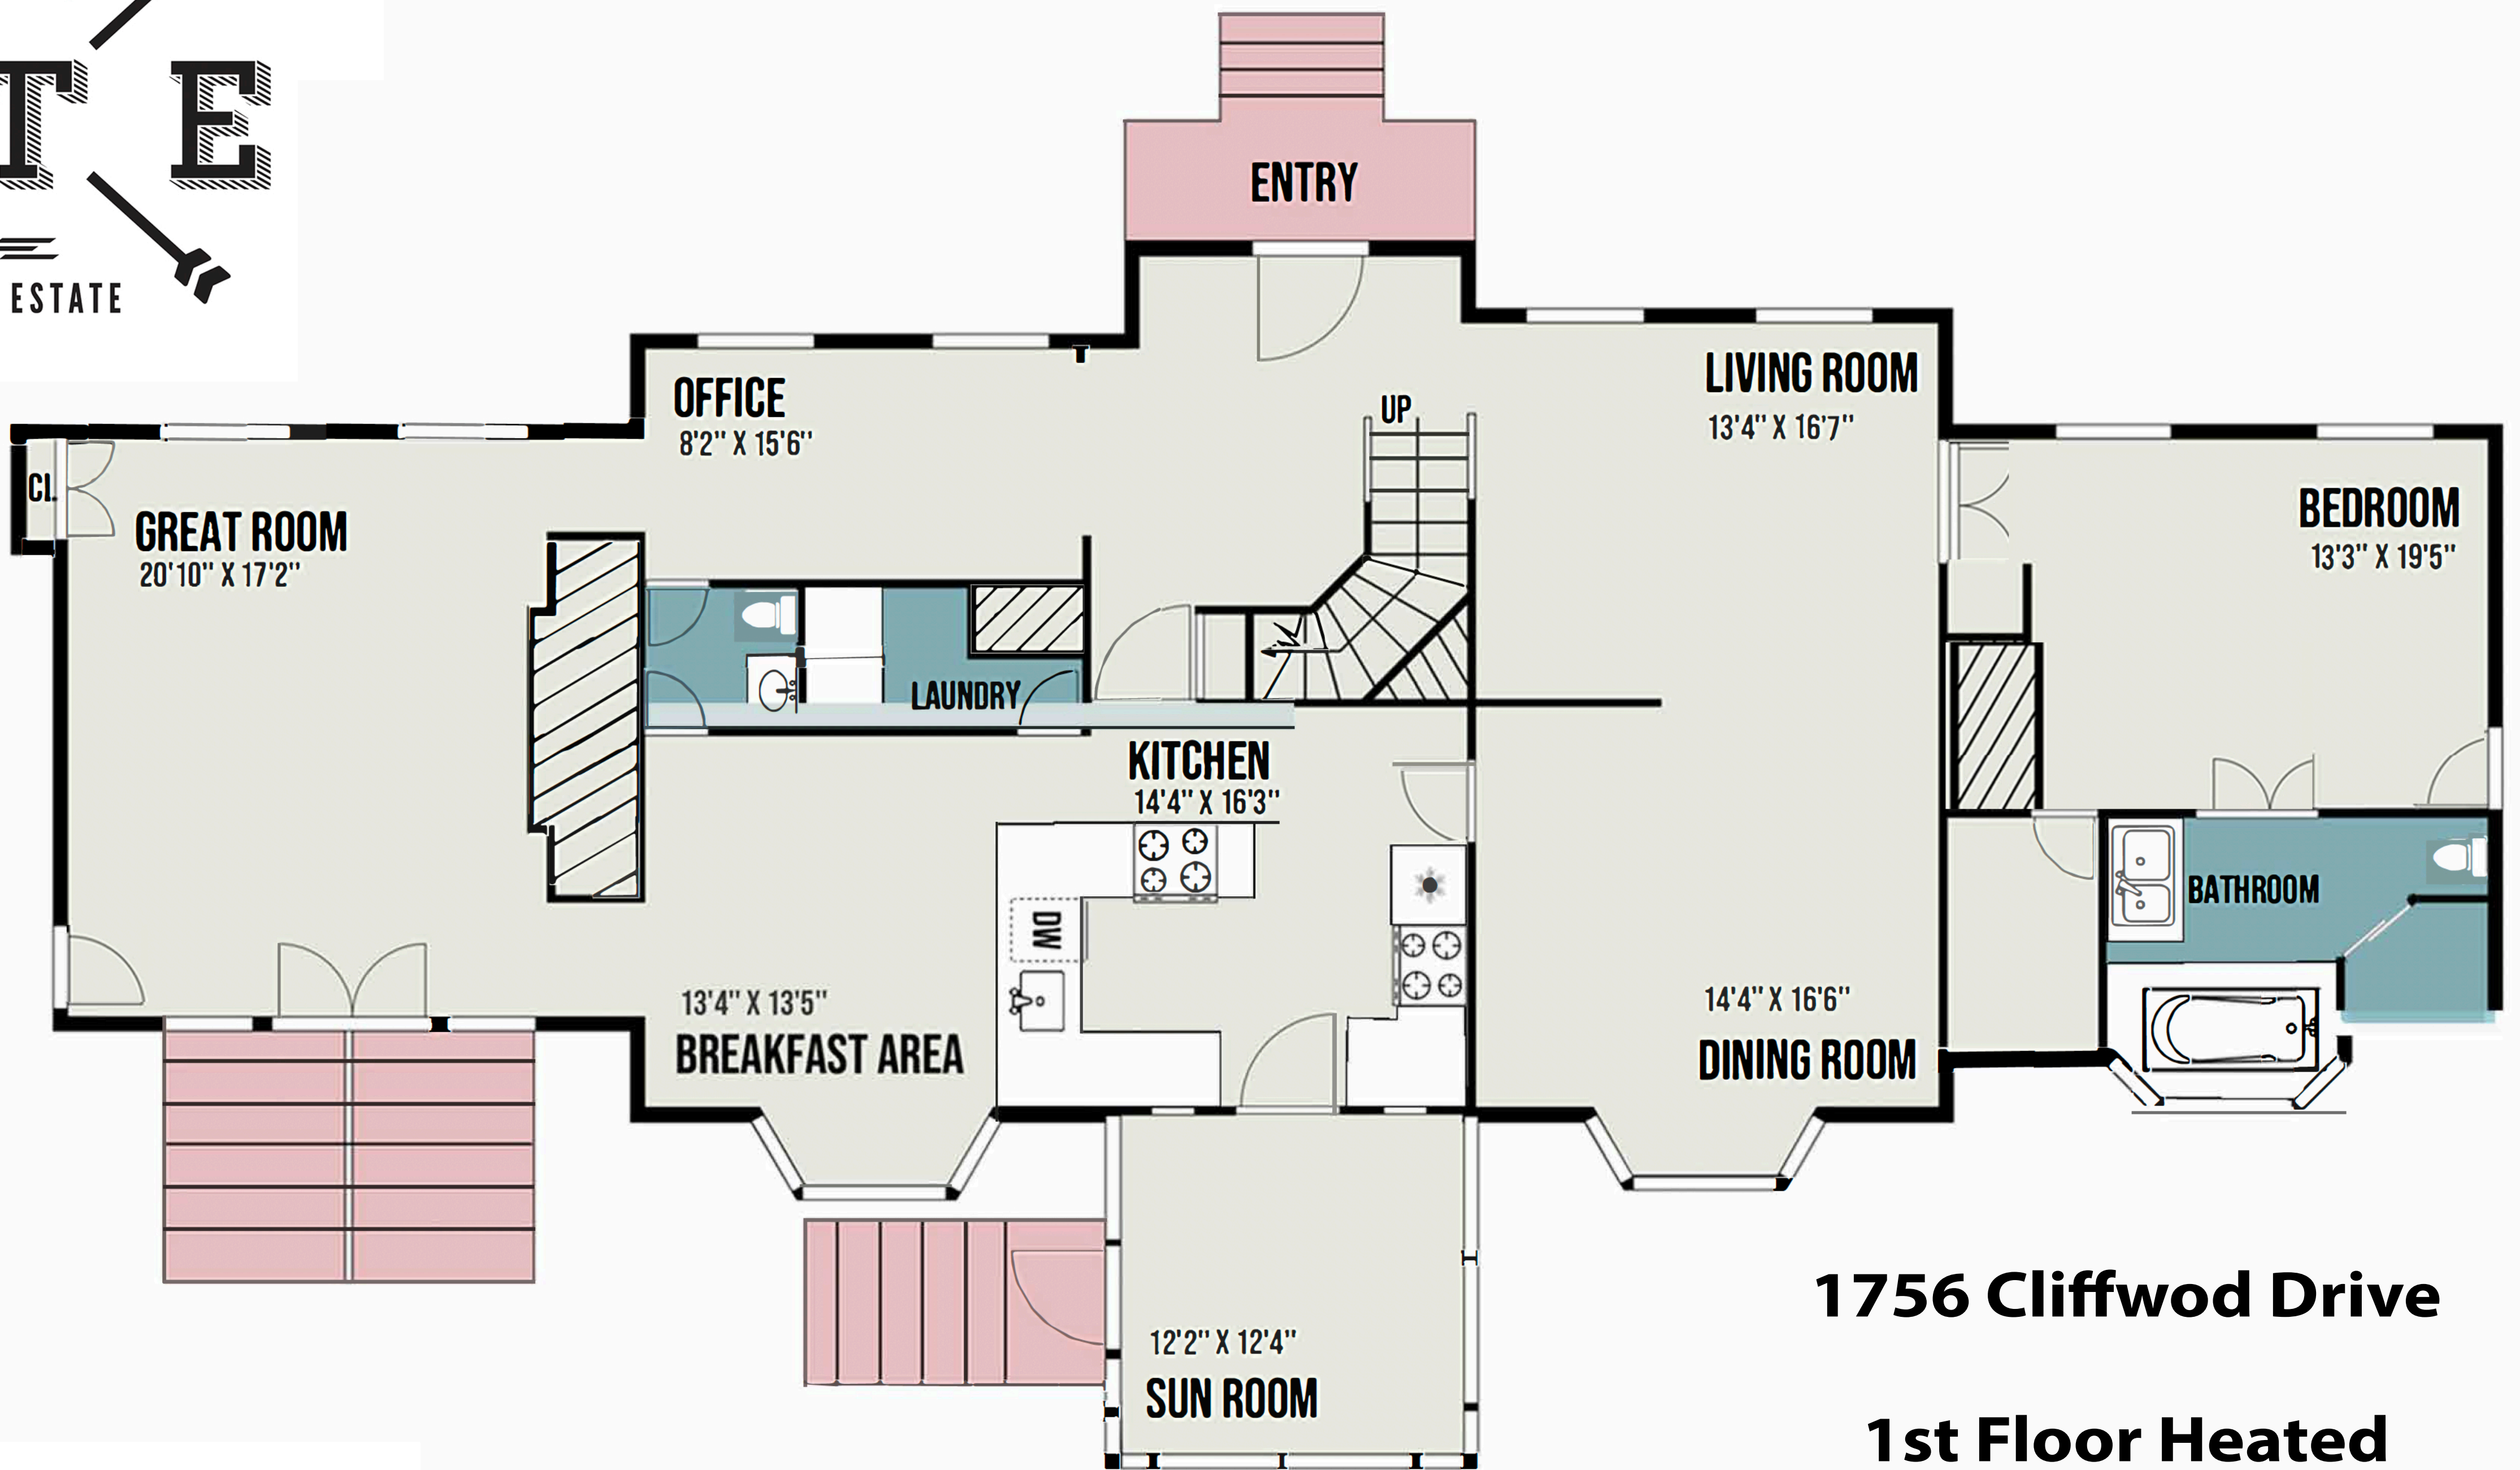 T E
ESTATE
ENTRY
OFFICE
8'2" X 15'6"
UP
LIVING ROOM
13'4" X 16'7"
CL
GREAT ROOM
20'10" X 17'2"
BEDROOM
13'3" X 19'5"
LAUNDRY
KITCHEN
14'4" X 16'3"
BATHROOM
DW
13'4" X 13'5"
BREAKFAST AREA
14'4" X 16'6"
DINING ROOM
12'2" X 12'4"
SUN ROOM
1756 Cliffwod Drive
1st Floor Heated